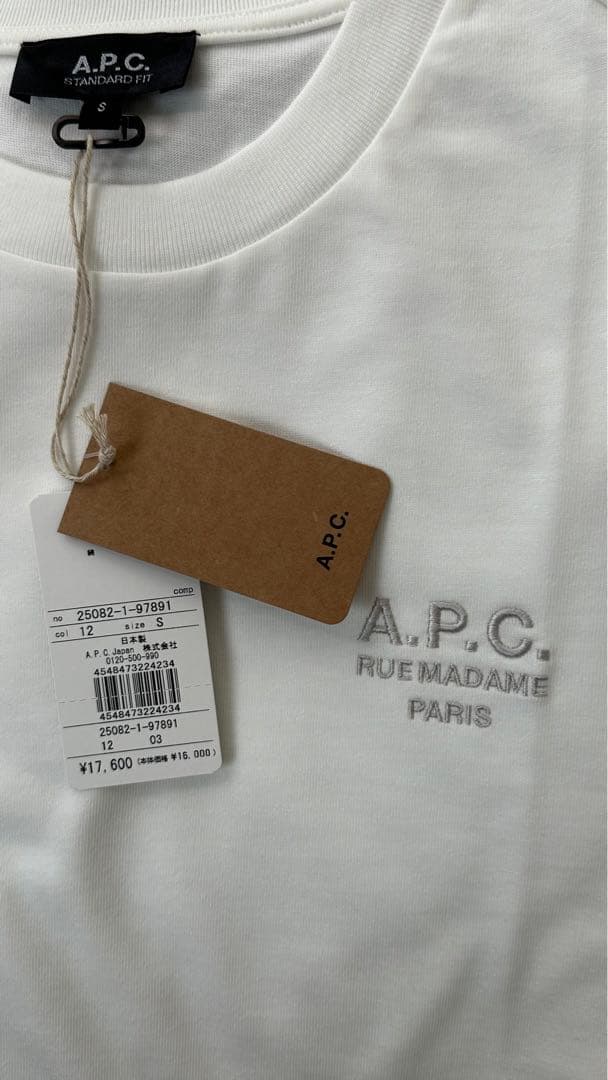 A.P.C.
STANDARD FIT
S
A.P.C.
綿
comp
no 25082-1-97891
col 12 size S
日本製
A.P.C.Japan 株式会社
0120-500-990
4548473224234
4548473224234
25082-1-97891
12 03
¥17,600 (本体価格 ¥16,000)
A.P.C.
RUE MADAME
PARIS